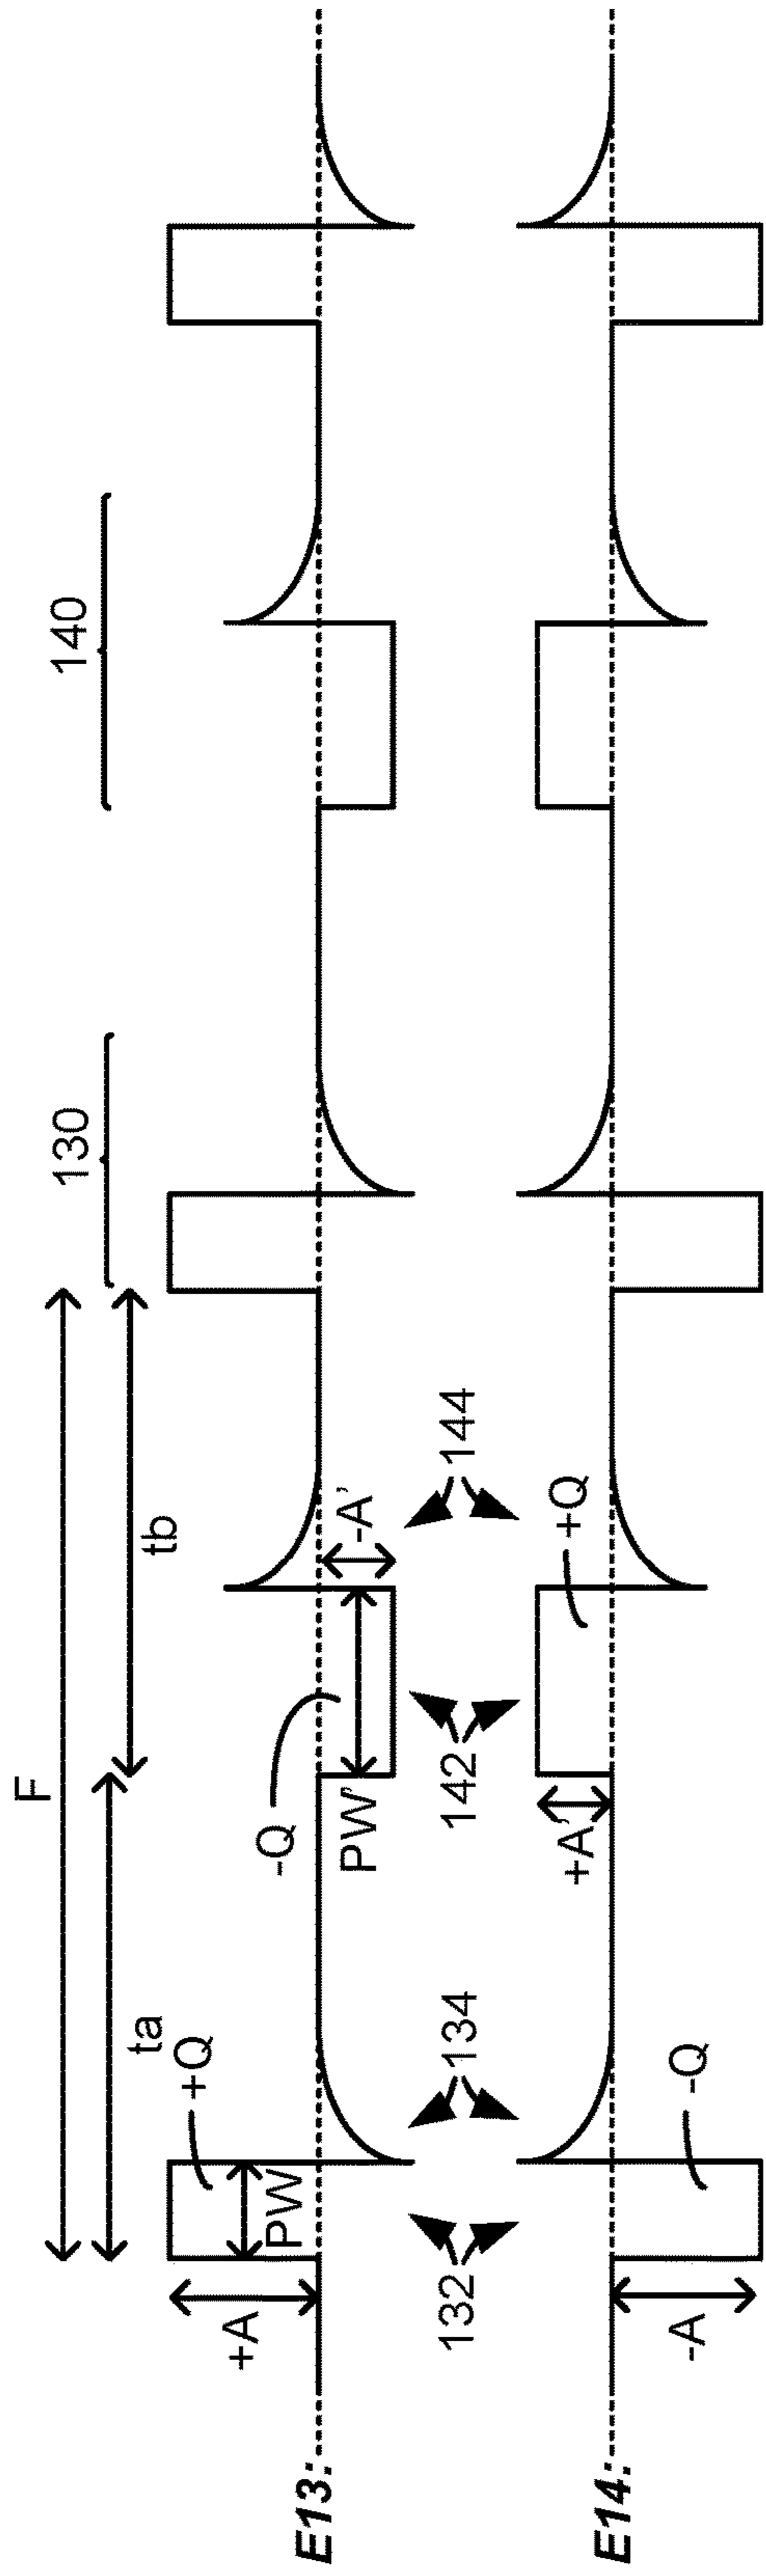 F
130
140
ta
tb
+A
+Q
PW
-Q
PW'
-A'
E13:
132
134
142
144
+A'
+Q
E14:
-A
-Q